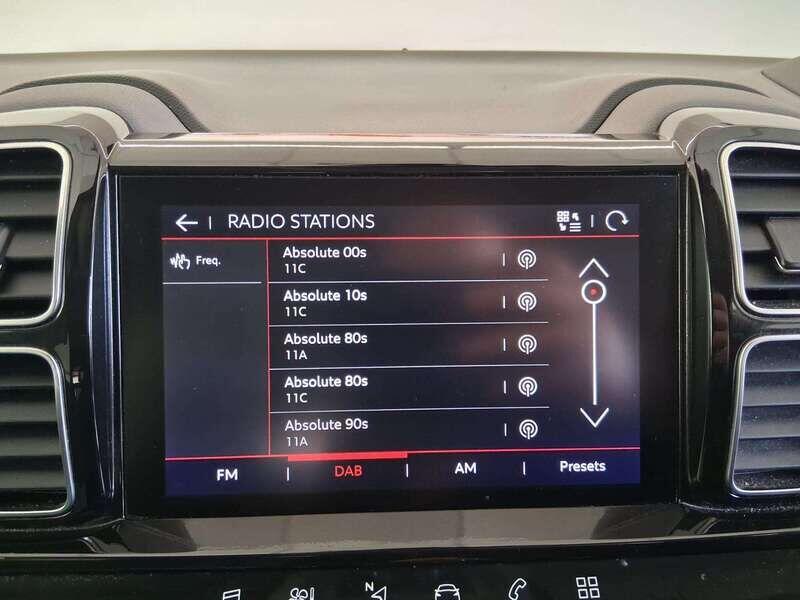 RADIO STATIONS
Freq.
Absolute 00s
11C
Absolute 10s
11C
Absolute 80s
11A
Absolute 80s
11C
Absolute 90s
11A
FM | DAB | AM | Presets
N